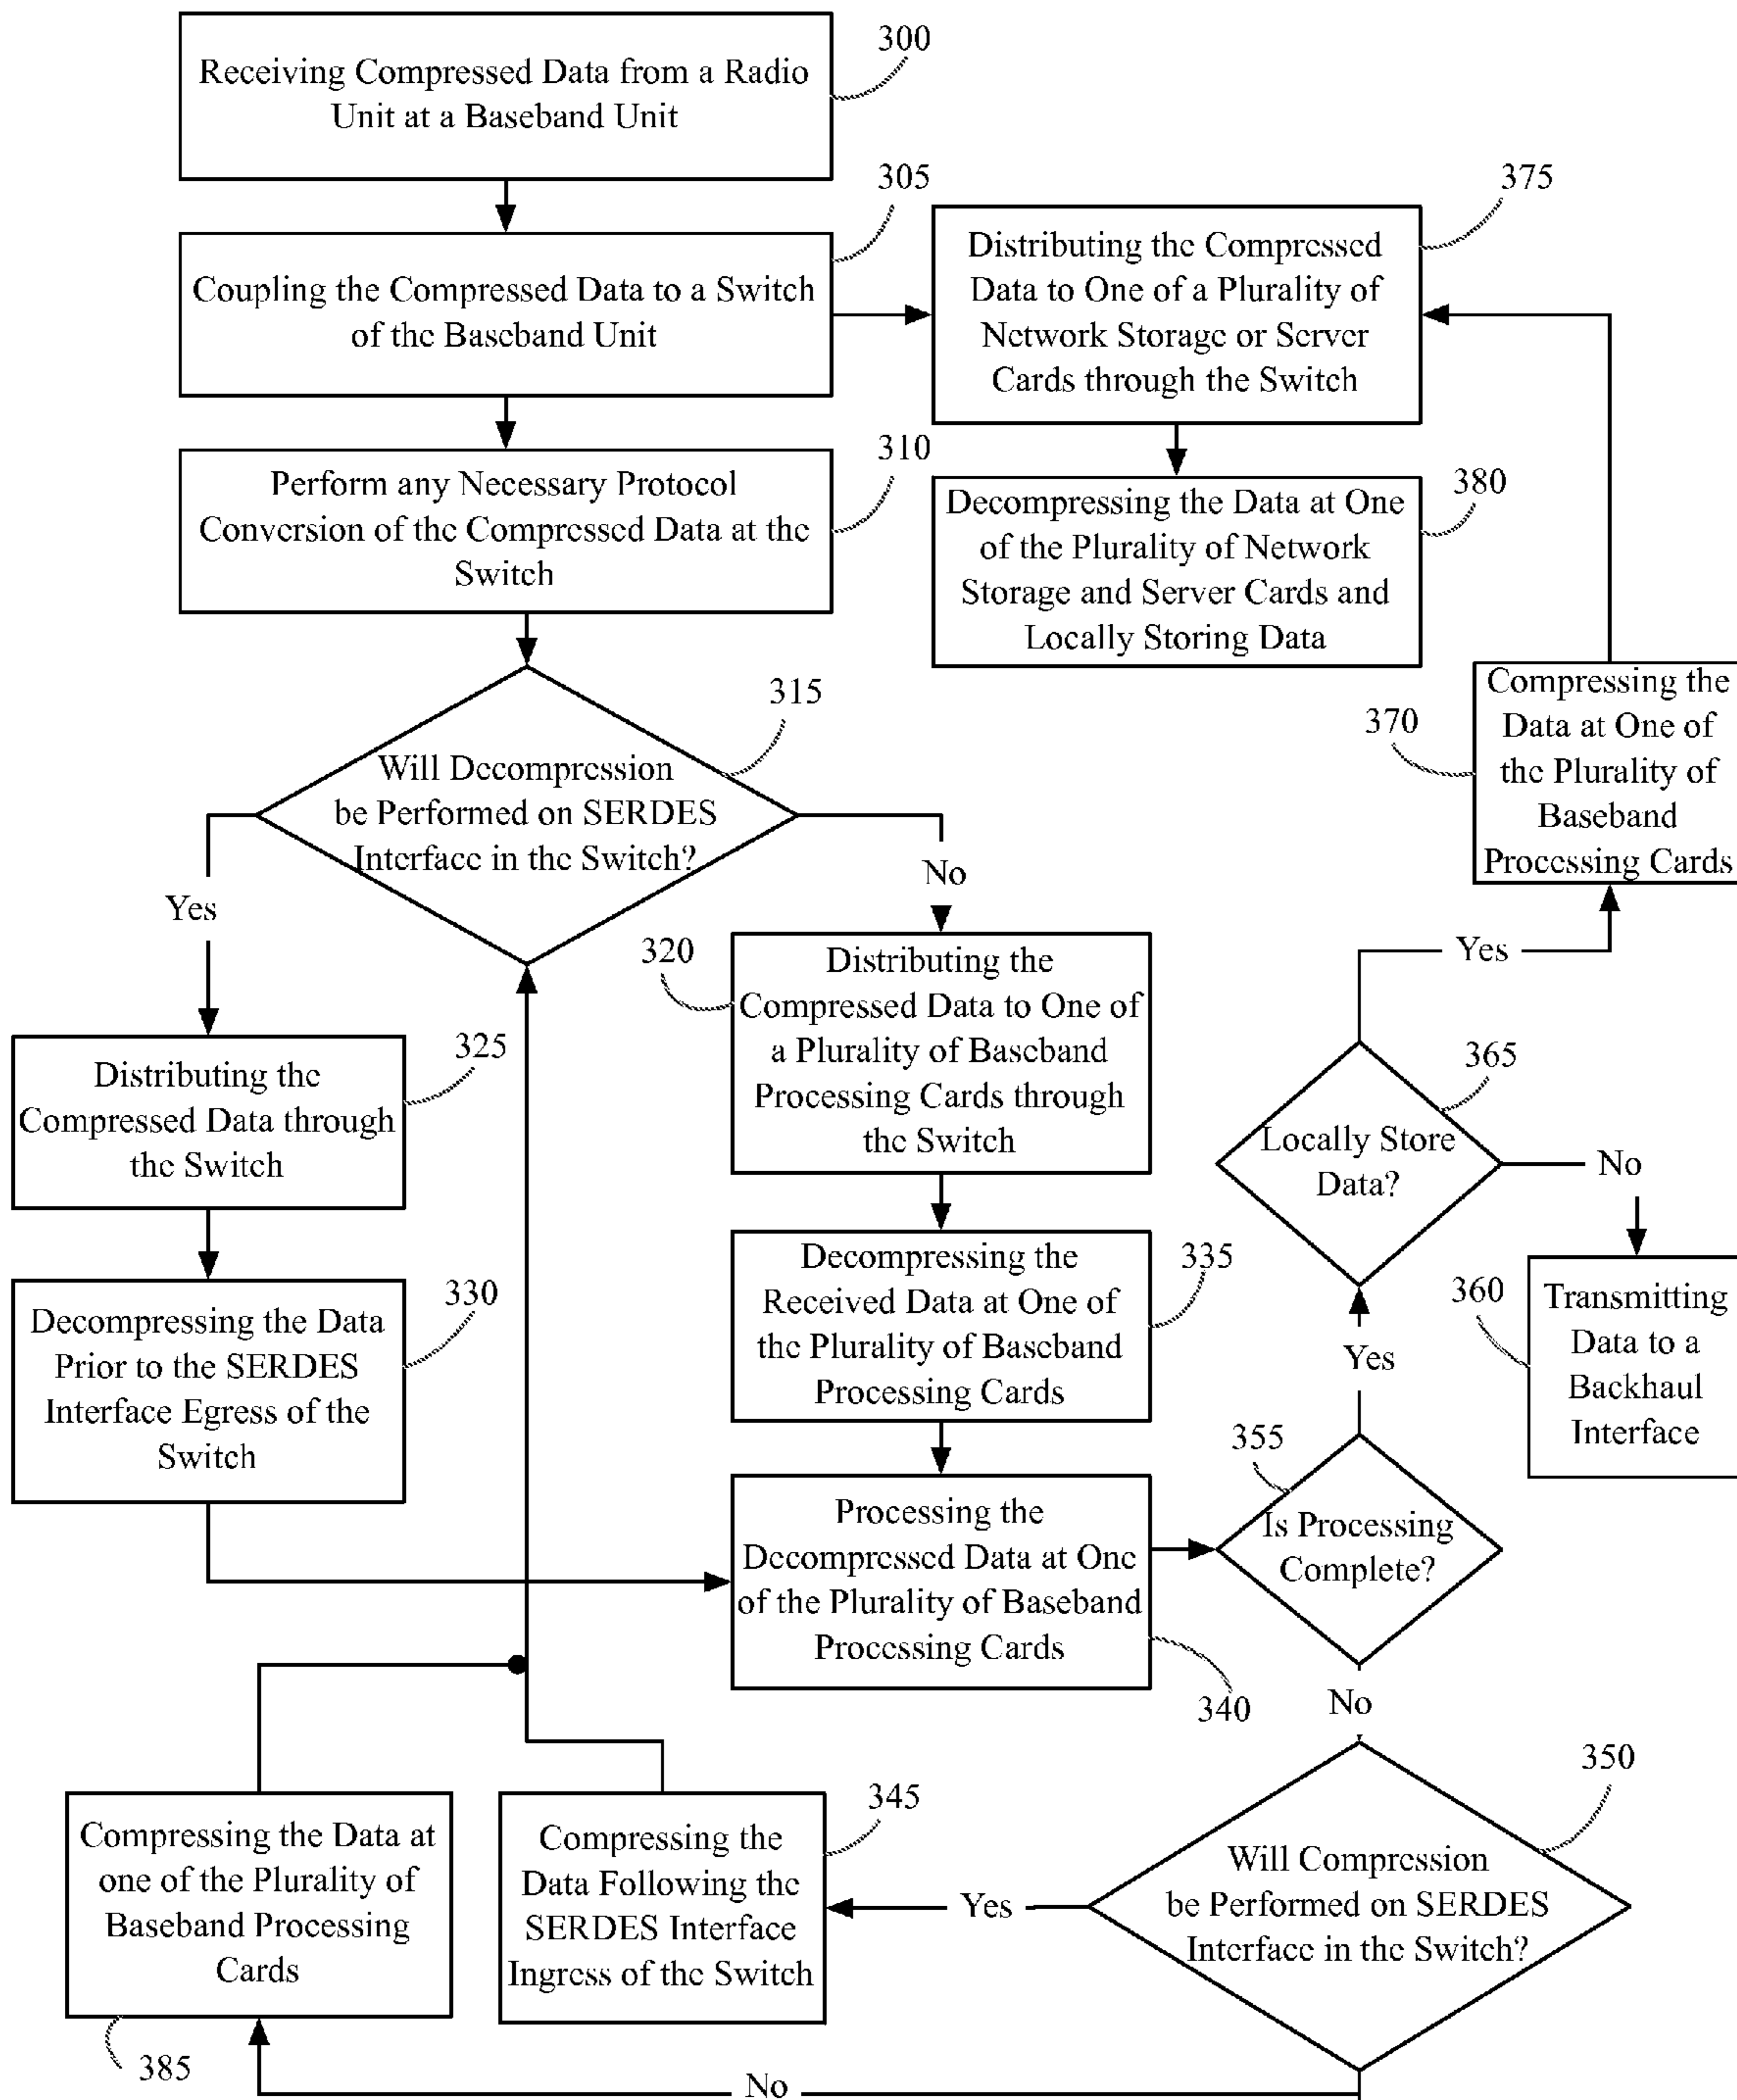 300
Receiving Compressed Data from a Radio
Unit at a Baseband Unit
305
Coupling the Compressed Data to a Switch
of the Baseband Unit
375
Distributing the Compressed
Data to One of a Plurality of
Network Storage or Server
Cards through the Switch
310
Perform any Necessary Protocol
Conversion of the Compressed Data at the
Switch
380
Decompressing the Data at One
of the Plurality of Network
Storage and Server Cards and
Locally Storing Data
315
Will Decompression
be Performed on SERDES
Interface in the Switch?
370
Compressing the
Data at One of
the Plurality of
Baseband
Processing Cards
Yes
No
Yes
320
Distributing the
Compressed Data to One of
a Plurality of Baseband
Processing Cards through
the Switch
325
Distributing the
Compressed Data through
the Switch
365
Locally Store
Data?
No
330
Decompressing the Data
Prior to the SERDES
Interface Egress of the
Switch
335
Decompressing the
Received Data at One of
the Plurality of Baseband
Processing Cards
360
Transmitting
Data to a
Backhaul
Interface
Yes
355
Is Processing
Complete?
Processing the
Decompressed Data at One
of the Plurality of Baseband
Processing Cards
340
No
350
Will Compression
be Performed on SERDES
Interface in the Switch?
345
Compressing the
Data Following the
SERDES Interface
Ingress of the Switch
Yes
Compressing the Data at
one of the Plurality of
Baseband Processing
Cards
385
No